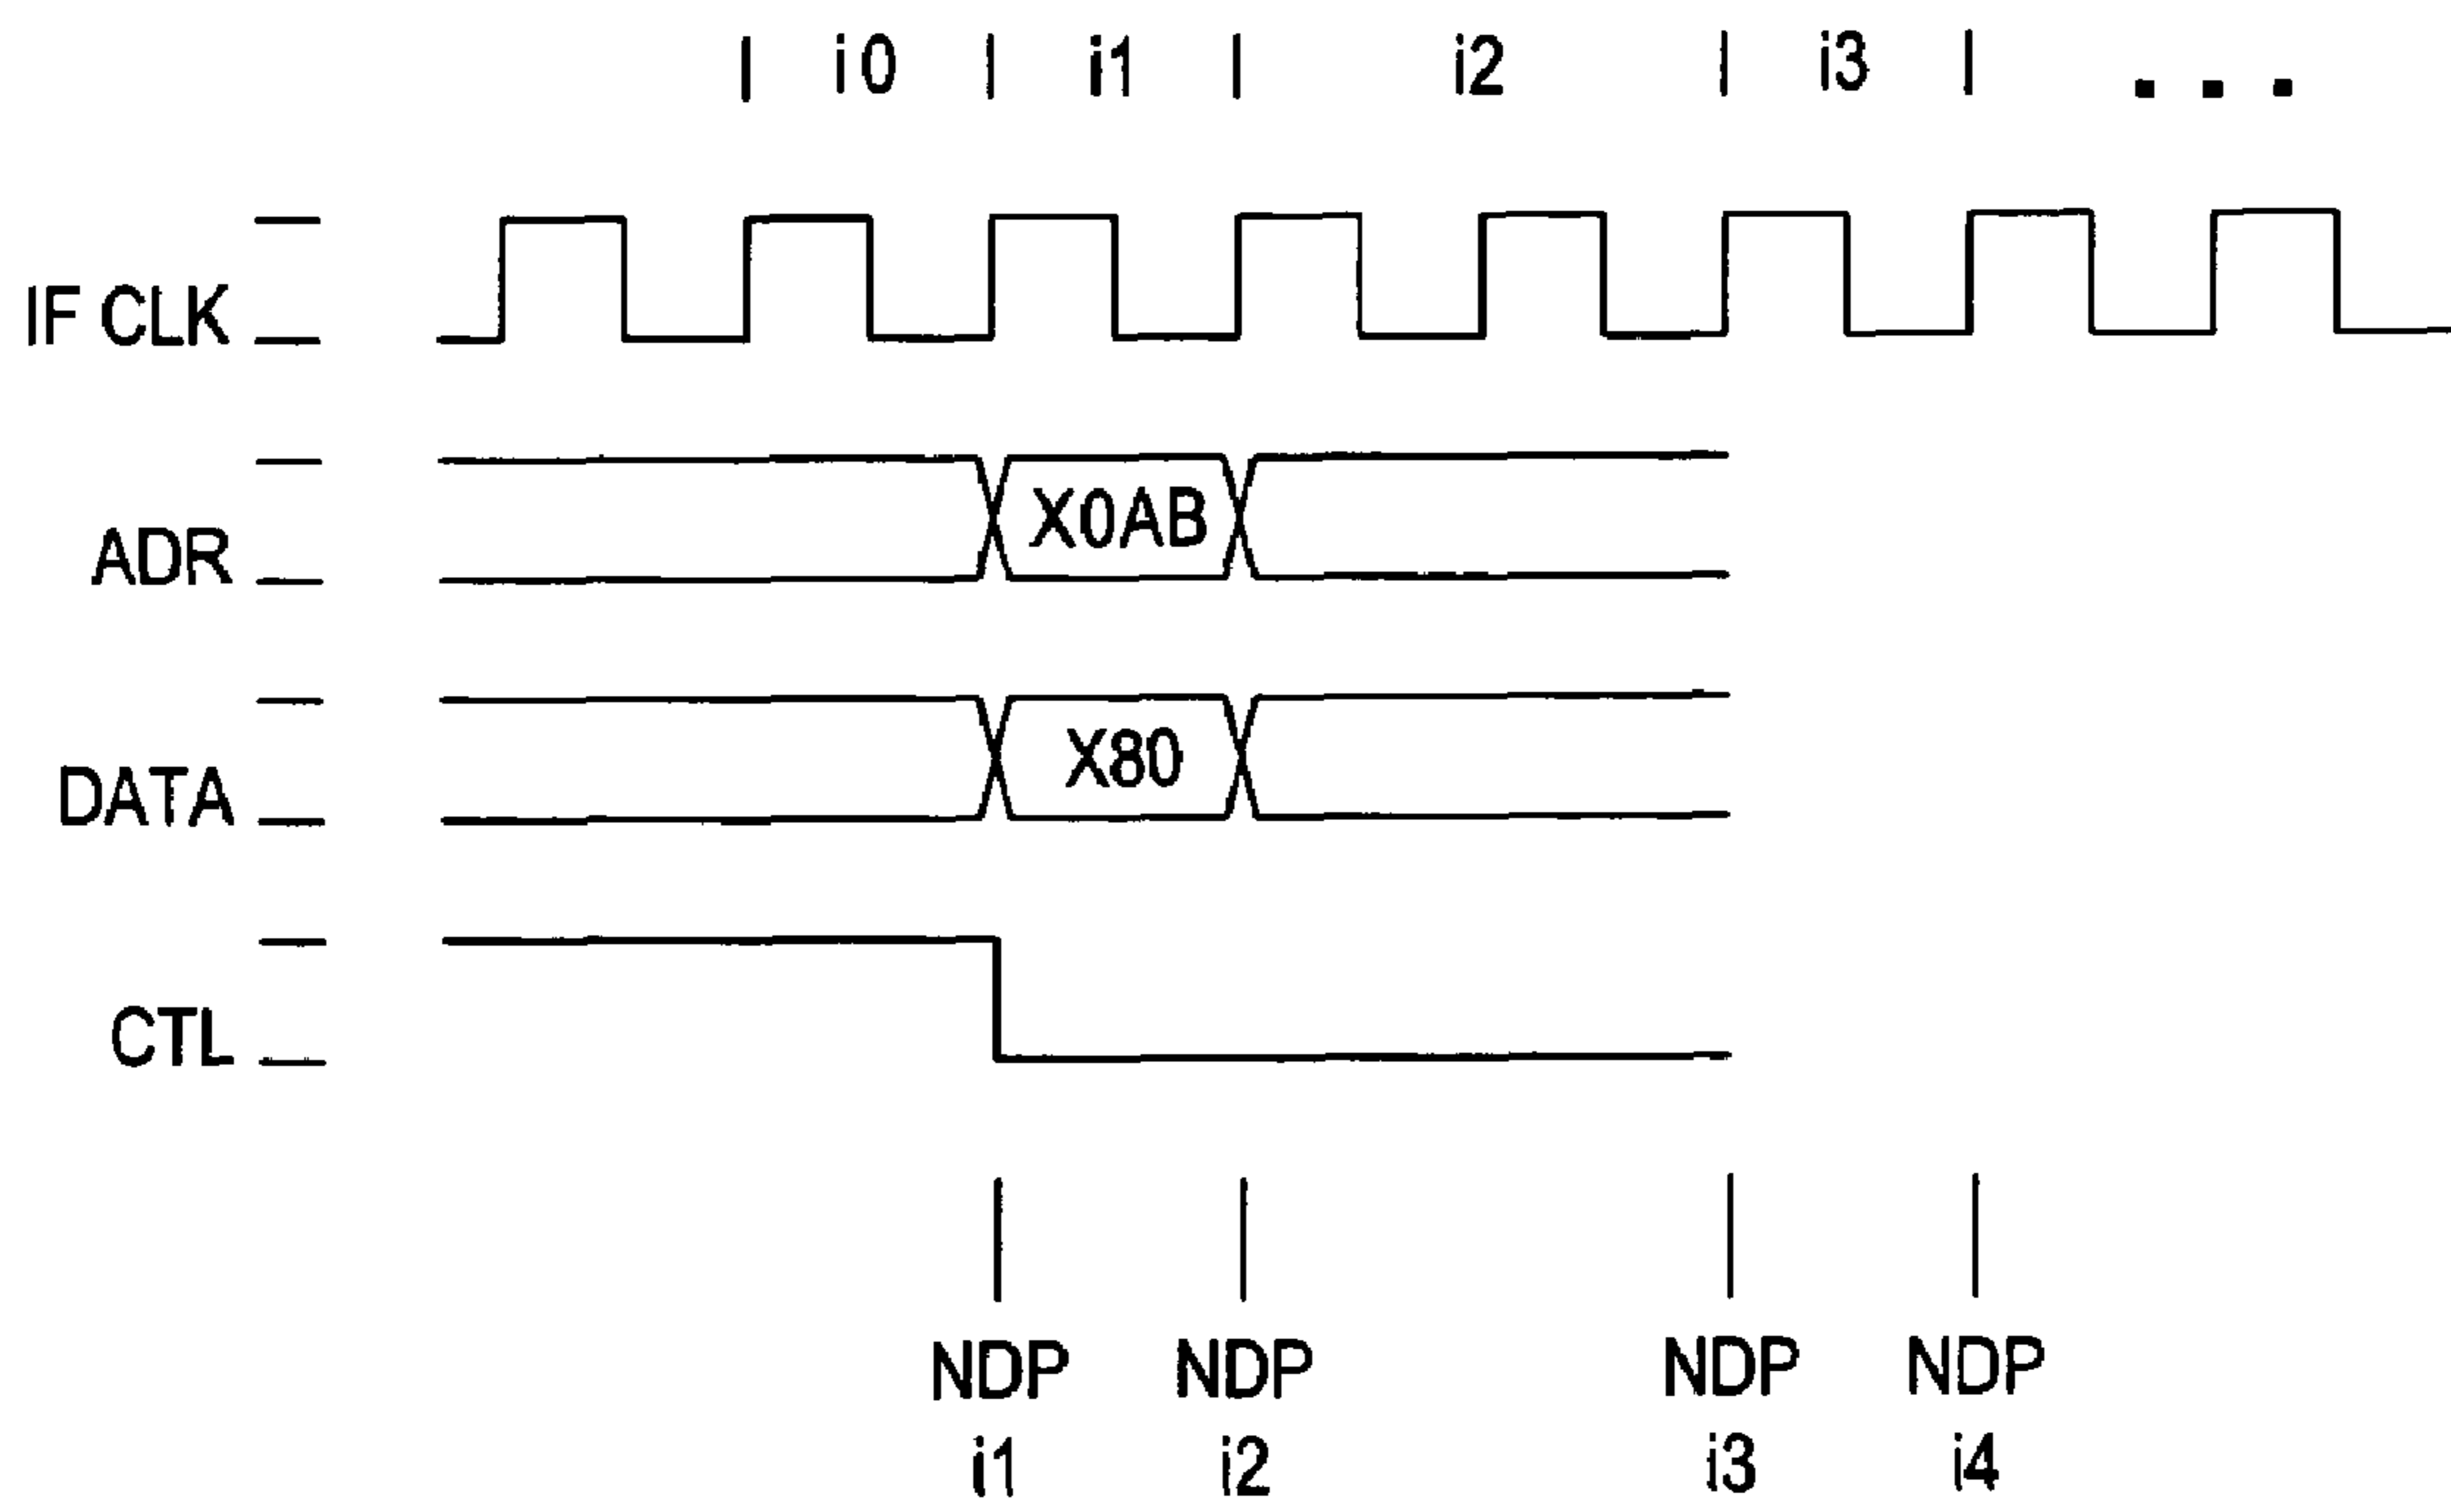 i0 i1 i2 i3 ...
IF CLK
ADR X0AB
DATA X80
CTL
NDP NDP NDP NDP
i1 i2 i3 i4